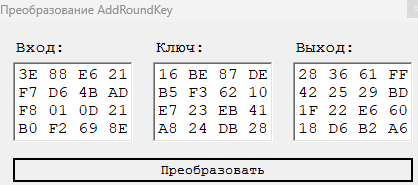 Преобразование AddRoundKey
Вход: Ключ: Выход:
3E 88 E6 21 16 BE 87 DE 28 36 61 FF
F7 D6 4B AD B5 F3 62 10 42 25 29 BD
F8 01 0D 21 E7 23 EB 41 1F 22 E6 60
B0 F2 69 8E A8 24 DB 28 18 D6 B2 A6
Преобразовать